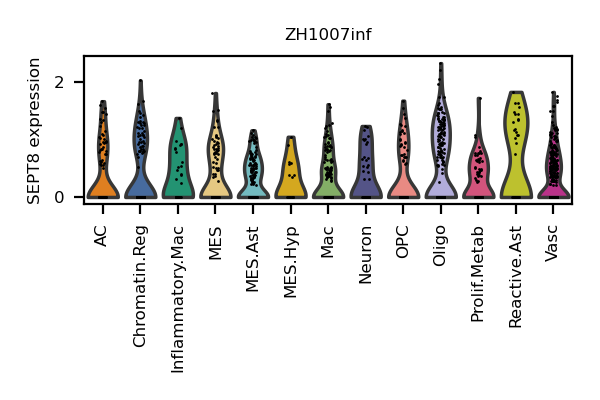 ZH1007inf
SEPT8 expression
2
0
AC
Chromatin.Reg
Inflammatory.Mac
MES
MES.Ast
MES.Hyp
Mac
Neuron
OPC
Oligo
Prolif.Metab
Reactive.Ast
Vasc